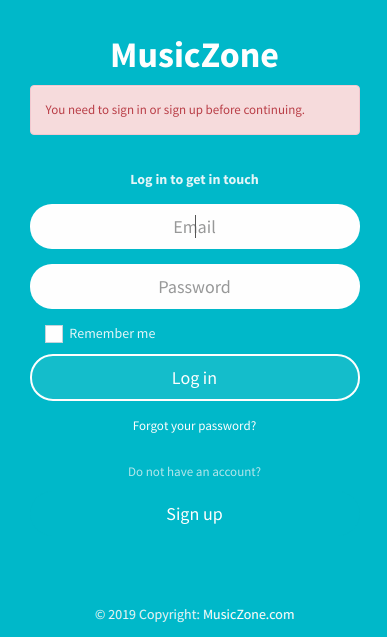 MusicZone
You need to sign in or sign up before continuing.
Log in to get in touch
Email
Password
Remember me
Log in
Forgot your password?
Do not have an account?
Sign up
© 2019 Copyright: MusicZone.com